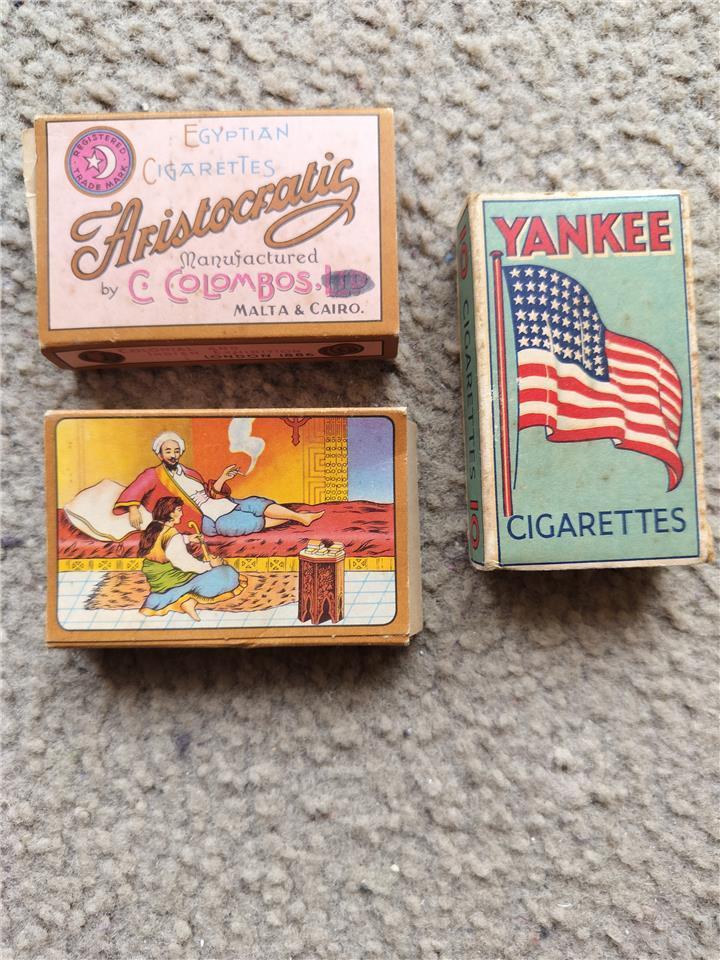 REGISTERED
TRADE MARK
EGYPTIAN
CIGARETTES
Aristocratic
Manufactured
by C. COLOMBOS, LTD
MALTA & CAIRO.
LONDON 1886
YANKEE
CIGARETTES
10 CIGARETTES 10